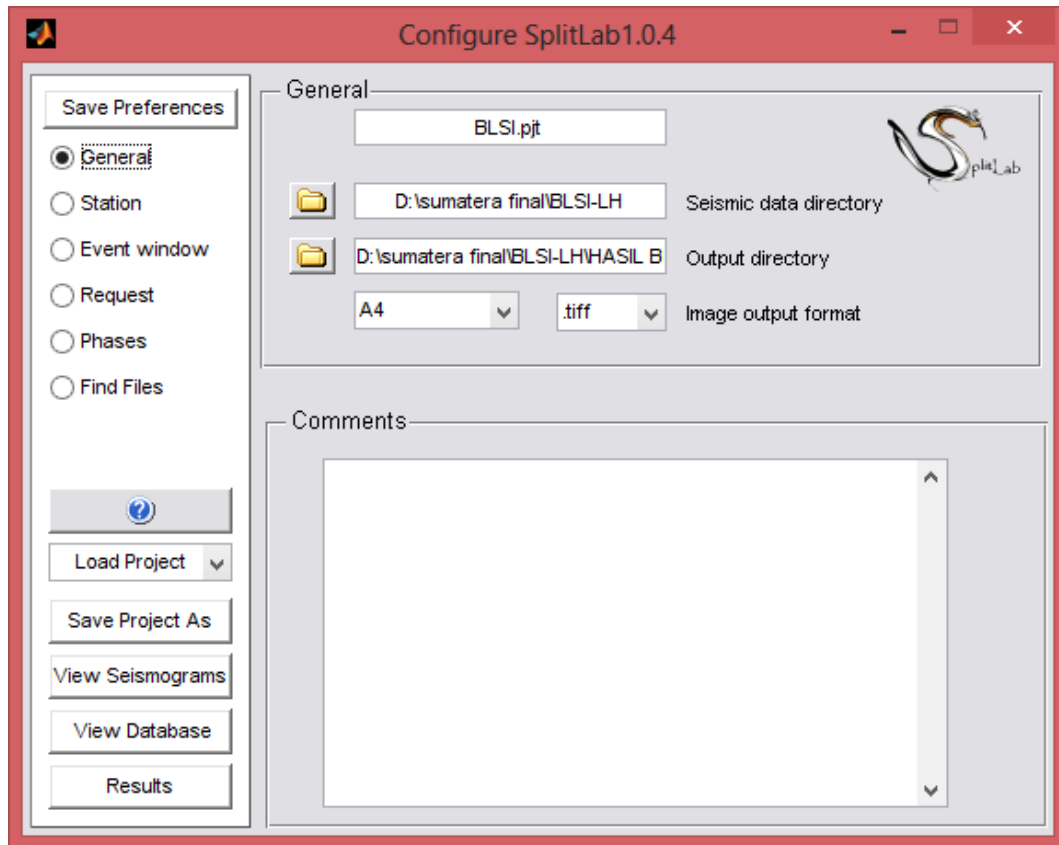 Configure SplitLab1.0.4
Save Preferences
General
Station
Event window
Request
Phases
Find Files
Load Project
Save Project As
View Seismograms
View Database
Results
General
BLSI.pjt
SplitLab
D:\sumatera final\BLSI-LH Seismic data directory
D:\sumatera final\BLSI-LH\HASIL B Output directory
A4 .tiff Image output format
Comments